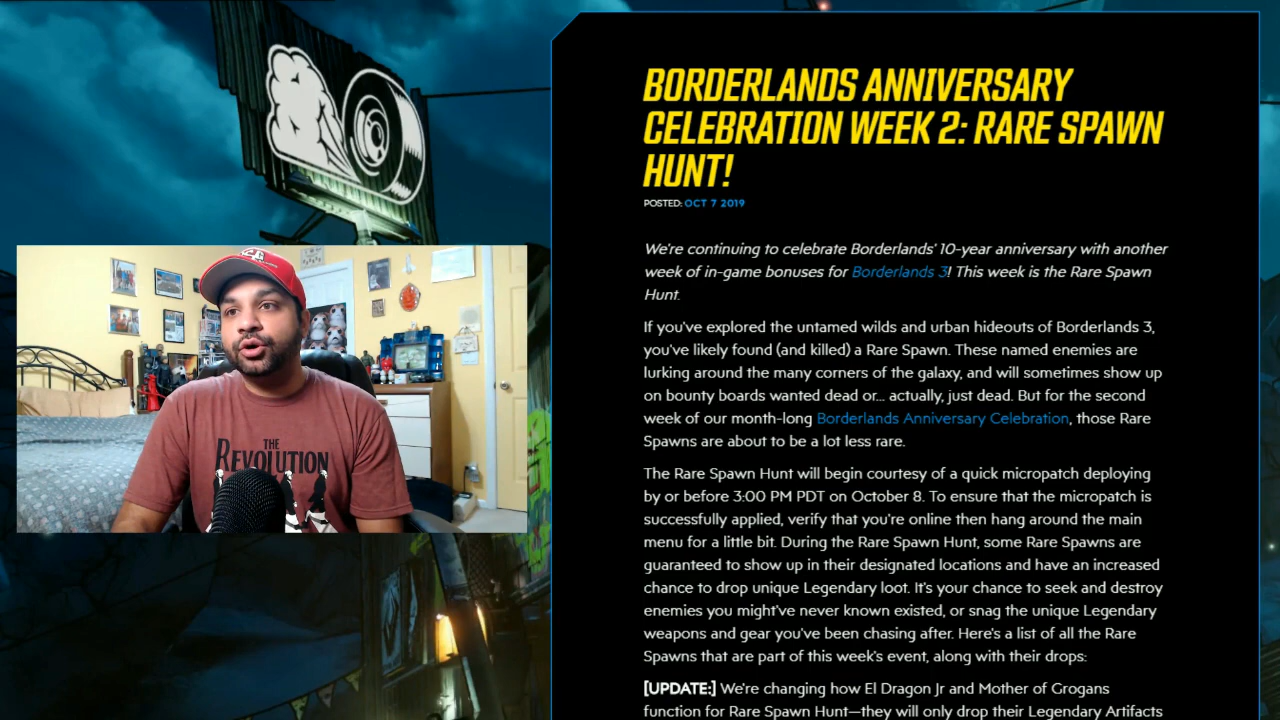 BORDERLANDS ANNIVERSARY
CELEBRATION WEEK 2: RARE SPAWN
HUNT!
POSTED: OCT 7 2019
We're continuing to celebrate Borderlands' 10-year anniversary with another
week of in-game bonuses for Borderlands 3! This week is the Rare Spawn
Hunt.
If you've explored the untamed wilds and urban hideouts of Borderlands 3,
you've likely found (and killed) a Rare Spawn. These named enemies are
lurking around the many corners of the galaxy, and will sometimes show up
on bounty boards wanted dead or... actually, just dead. But for the second
week of our month-long Borderlands Anniversary Celebration, those Rare
Spawns are about to be a lot less rare.
The Rare Spawn Hunt will begin courtesy of a quick micropatch deploying
by or before 3:00 PM PDT on October 8. To ensure that the micropatch is
successfully applied, verify that you're online then hang around the main
menu for a little bit. During the Rare Spawn Hunt, some Rare Spawns are
guaranteed to show up in their designated locations and have an increased
chance to drop unique Legendary loot. It's your chance to seek and destroy
enemies you might've never known existed, or snag the unique Legendary
weapons and gear you've been chasing after. Here's a list of all the Rare
Spawns that are part of this week's event, along with their drops:
[UPDATE:] We're changing how El Dragon Jr and Mother of Grogans
function for Rare Spawn Hunt—they will only drop their Legendary Artifacts
THE
REVOLUTION